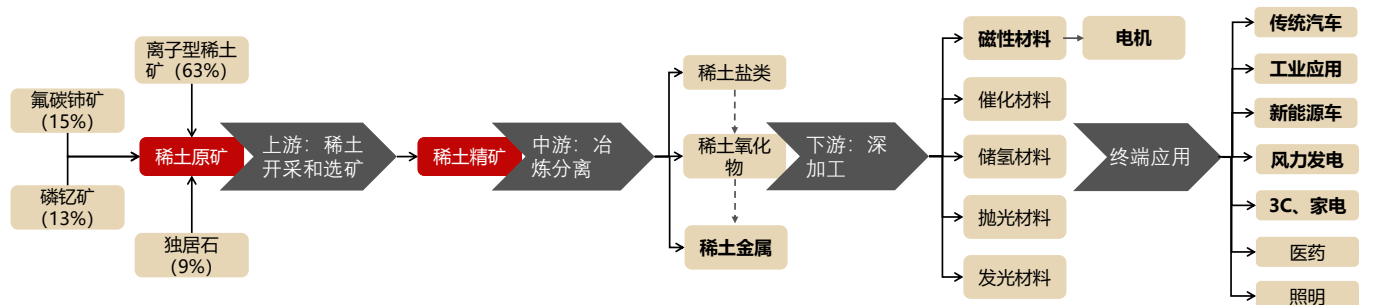 离子型稀土
矿（63%）
氟碳铈矿
(15%)
磷钇矿
(13%)
独居石
(9%)
稀土原矿
上游：稀土
开采和选矿
稀土精矿
中游：冶
炼分离
稀土盐类
稀土氧化
物
稀土金属
下游：深
加工
磁性材料
电机
催化材料
储氢材料
抛光材料
发光材料
终端应用
传统汽车
工业应用
新能源车
风力发电
3C、家电
医药
照明